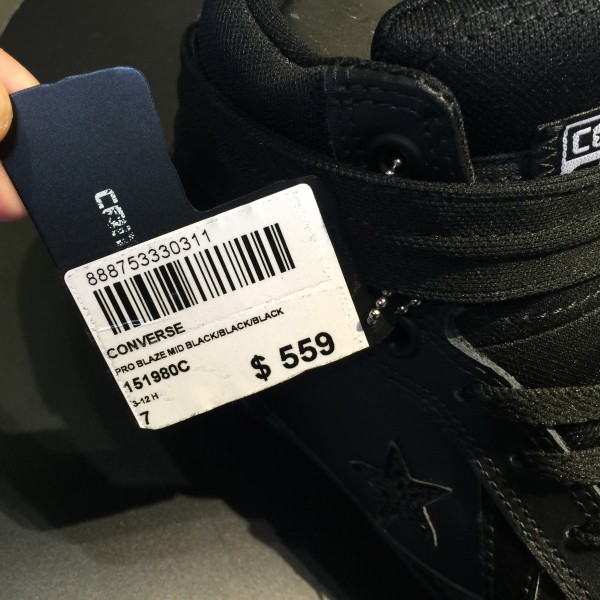 888753330311
CONVERSE
PRO BLAZE MID BLACK/BLACK/BLACK
151980C
$ 559
3-12 H
7